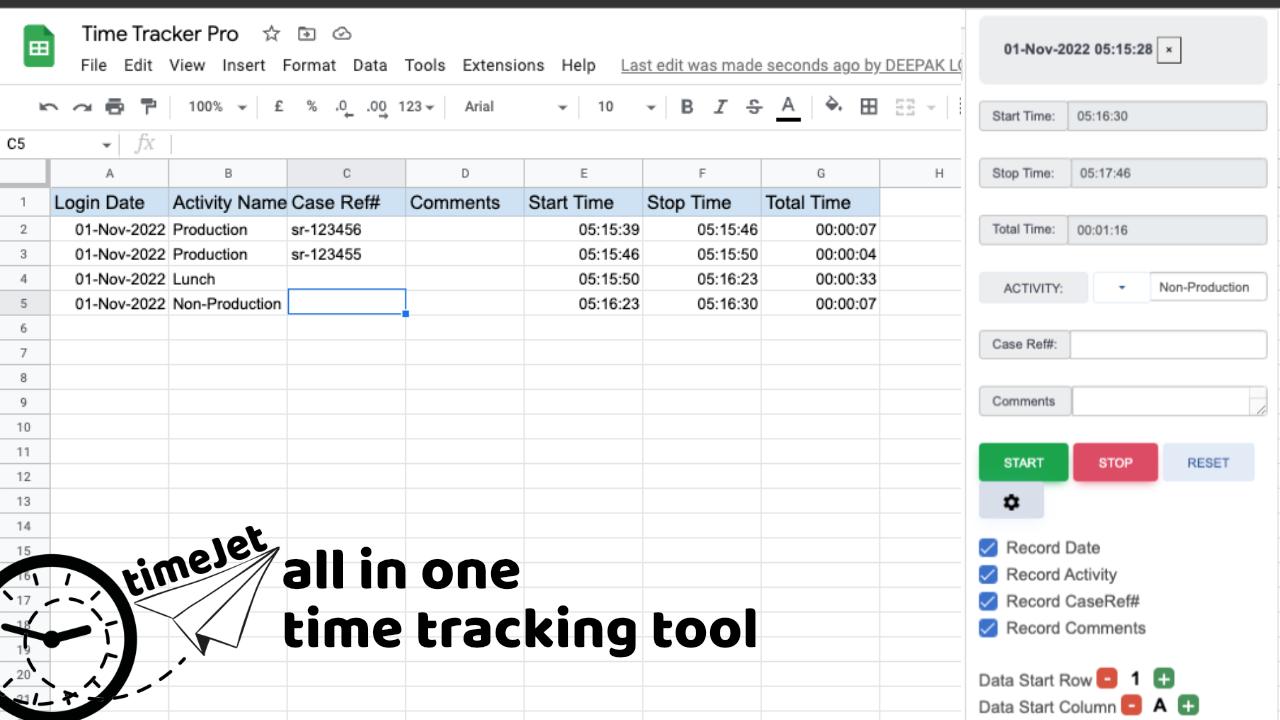 Time Tracker Pro
File Edit View Insert Format Data Tools Extensions Help Last edit was made seconds ago by DEEPAK
100% £ % .0 .00 123 Arial 10 B I S A
C5 fx
A B C D E F G H
1 Login Date Activity Name Case Ref# Comments Start Time Stop Time Total Time
2 01-Nov-2022 Production sr-123456 05:15:39 05:15:46 00:00:07
3 01-Nov-2022 Production sr-123455 05:15:46 05:15:50 00:00:04
4 01-Nov-2022 Lunch 05:15:50 05:16:23 00:00:33
5 01-Nov-2022 Non-Production 05:16:23 05:16:30 00:00:07
6
7
8
9
10
11
12
13
14
15
16
17
18
19
20
21
timeJet
all in one
time tracking tool
01-Nov-2022 05:15:28 ×
Start Time: 05:16:30
Stop Time: 05:17:46
Total Time: 00:01:16
ACTIVITY: Non-Production
Case Ref#:
Comments
START STOP RESET
Record Date
Record Activity
Record CaseRef#
Record Comments
Data Start Row - 1 +
Data Start Column - A +